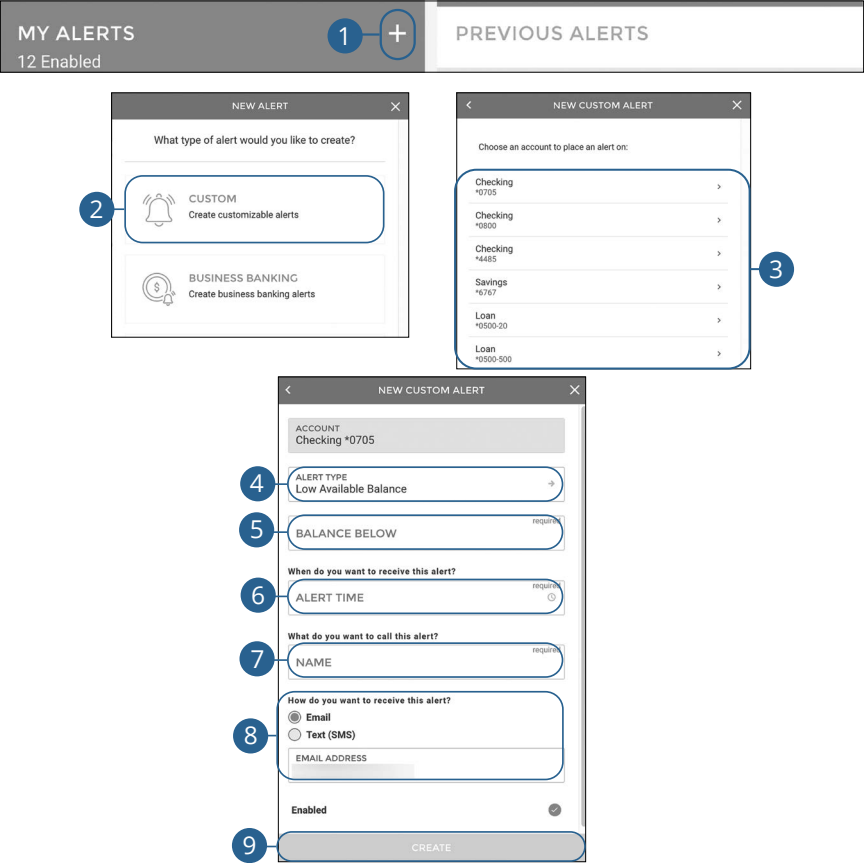 MY ALERTS
12 Enabled
1
+
PREVIOUS ALERTS
NEW ALERT
What type of alert would you like to create?
2
CUSTOM
Create customizable alerts
$
BUSINESS BANKING
Create business banking alerts
NEW CUSTOM ALERT
Choose an account to place an alert on:
Checking
*0705
Checking
*0800
Checking
*4485
Savings
*6767
Loan
*0500-20
Loan
*0500-500
3
NEW CUSTOM ALERT
ACCOUNT
Checking *0705
4
ALERT TYPE
Low Available Balance
5
required
BALANCE BELOW
When do you want to receive this alert?
6
required
ALERT TIME
What do you want to call this alert?
7
required
NAME
How do you want to receive this alert?
8
Email
Text (SMS)
EMAIL ADDRESS
Enabled
9
CREATE